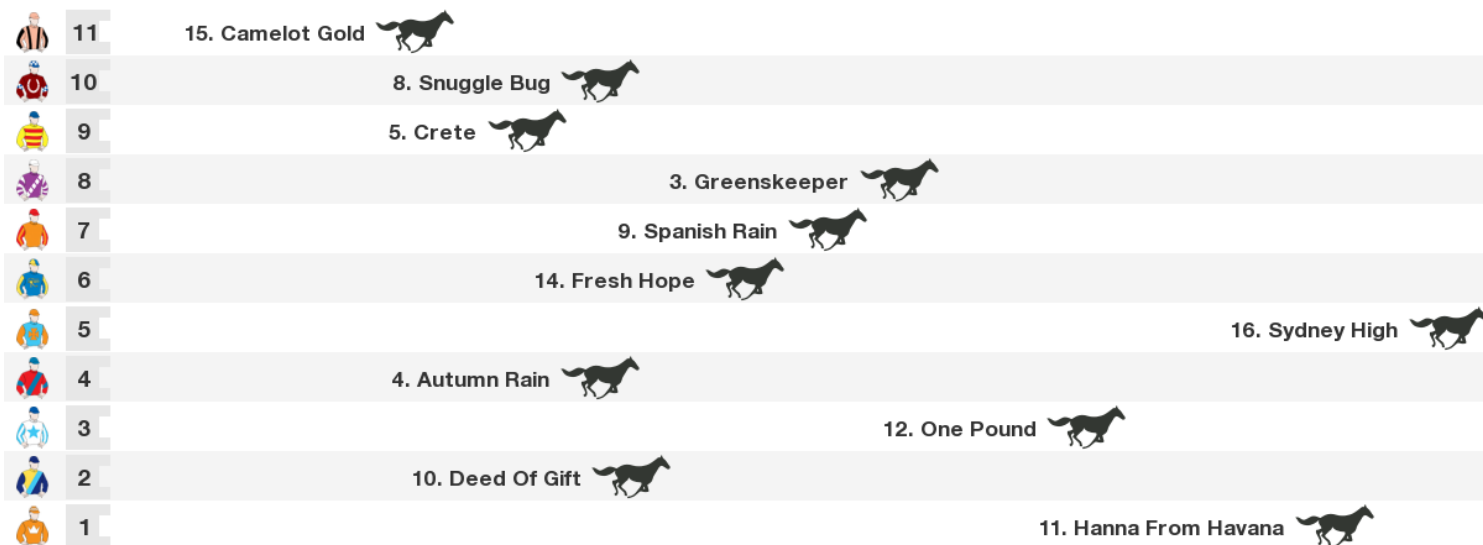 11 15. Camelot Gold
10 8. Snuggle Bug
9 5. Crete
8 3. Greenskeeper
7 9. Spanish Rain
6 14. Fresh Hope
5 16. Sydney High
4 4. Autumn Rain
3 12. One Pound
2 10. Deed Of Gift
1 11. Hanna From Havana